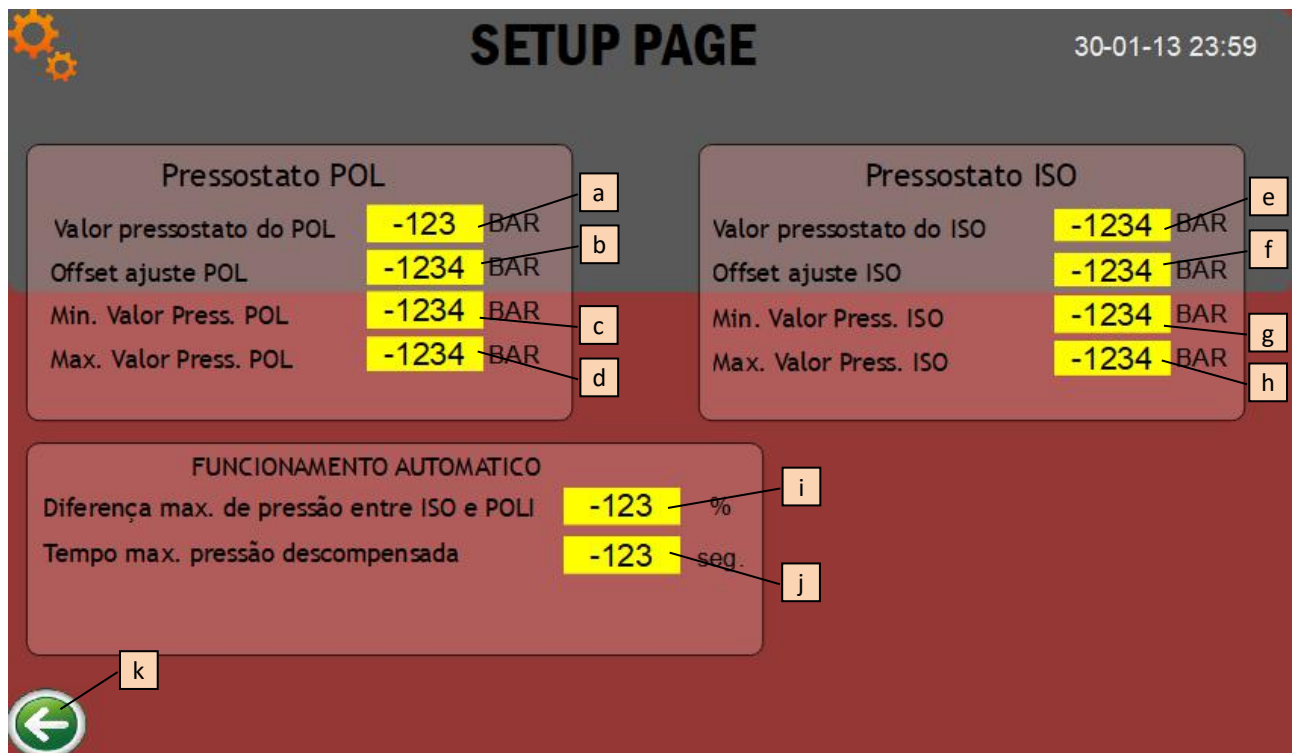 SETUP PAGE
30-01-13 23:59
Pressostato POL
Valor pressostato do POL -123 BAR
a
Offset ajuste POL -1234 BAR
b
Min. Valor Press. POL -1234 BAR
c
Max. Valor Press. POL -1234 BAR
d
Pressostato ISO
Valor pressostato do ISO -1234 BAR
e
Offset ajuste ISO -1234 BAR
f
Min. Valor Press. ISO -1234 BAR
g
Max. Valor Press. ISO -1234 BAR
h
FUNCIONAMENTO AUTOMATICO
Diferença max. de pressão entre ISO e POLI -123 %
i
Tempo max. pressão descompensada -123 seg.
j
k